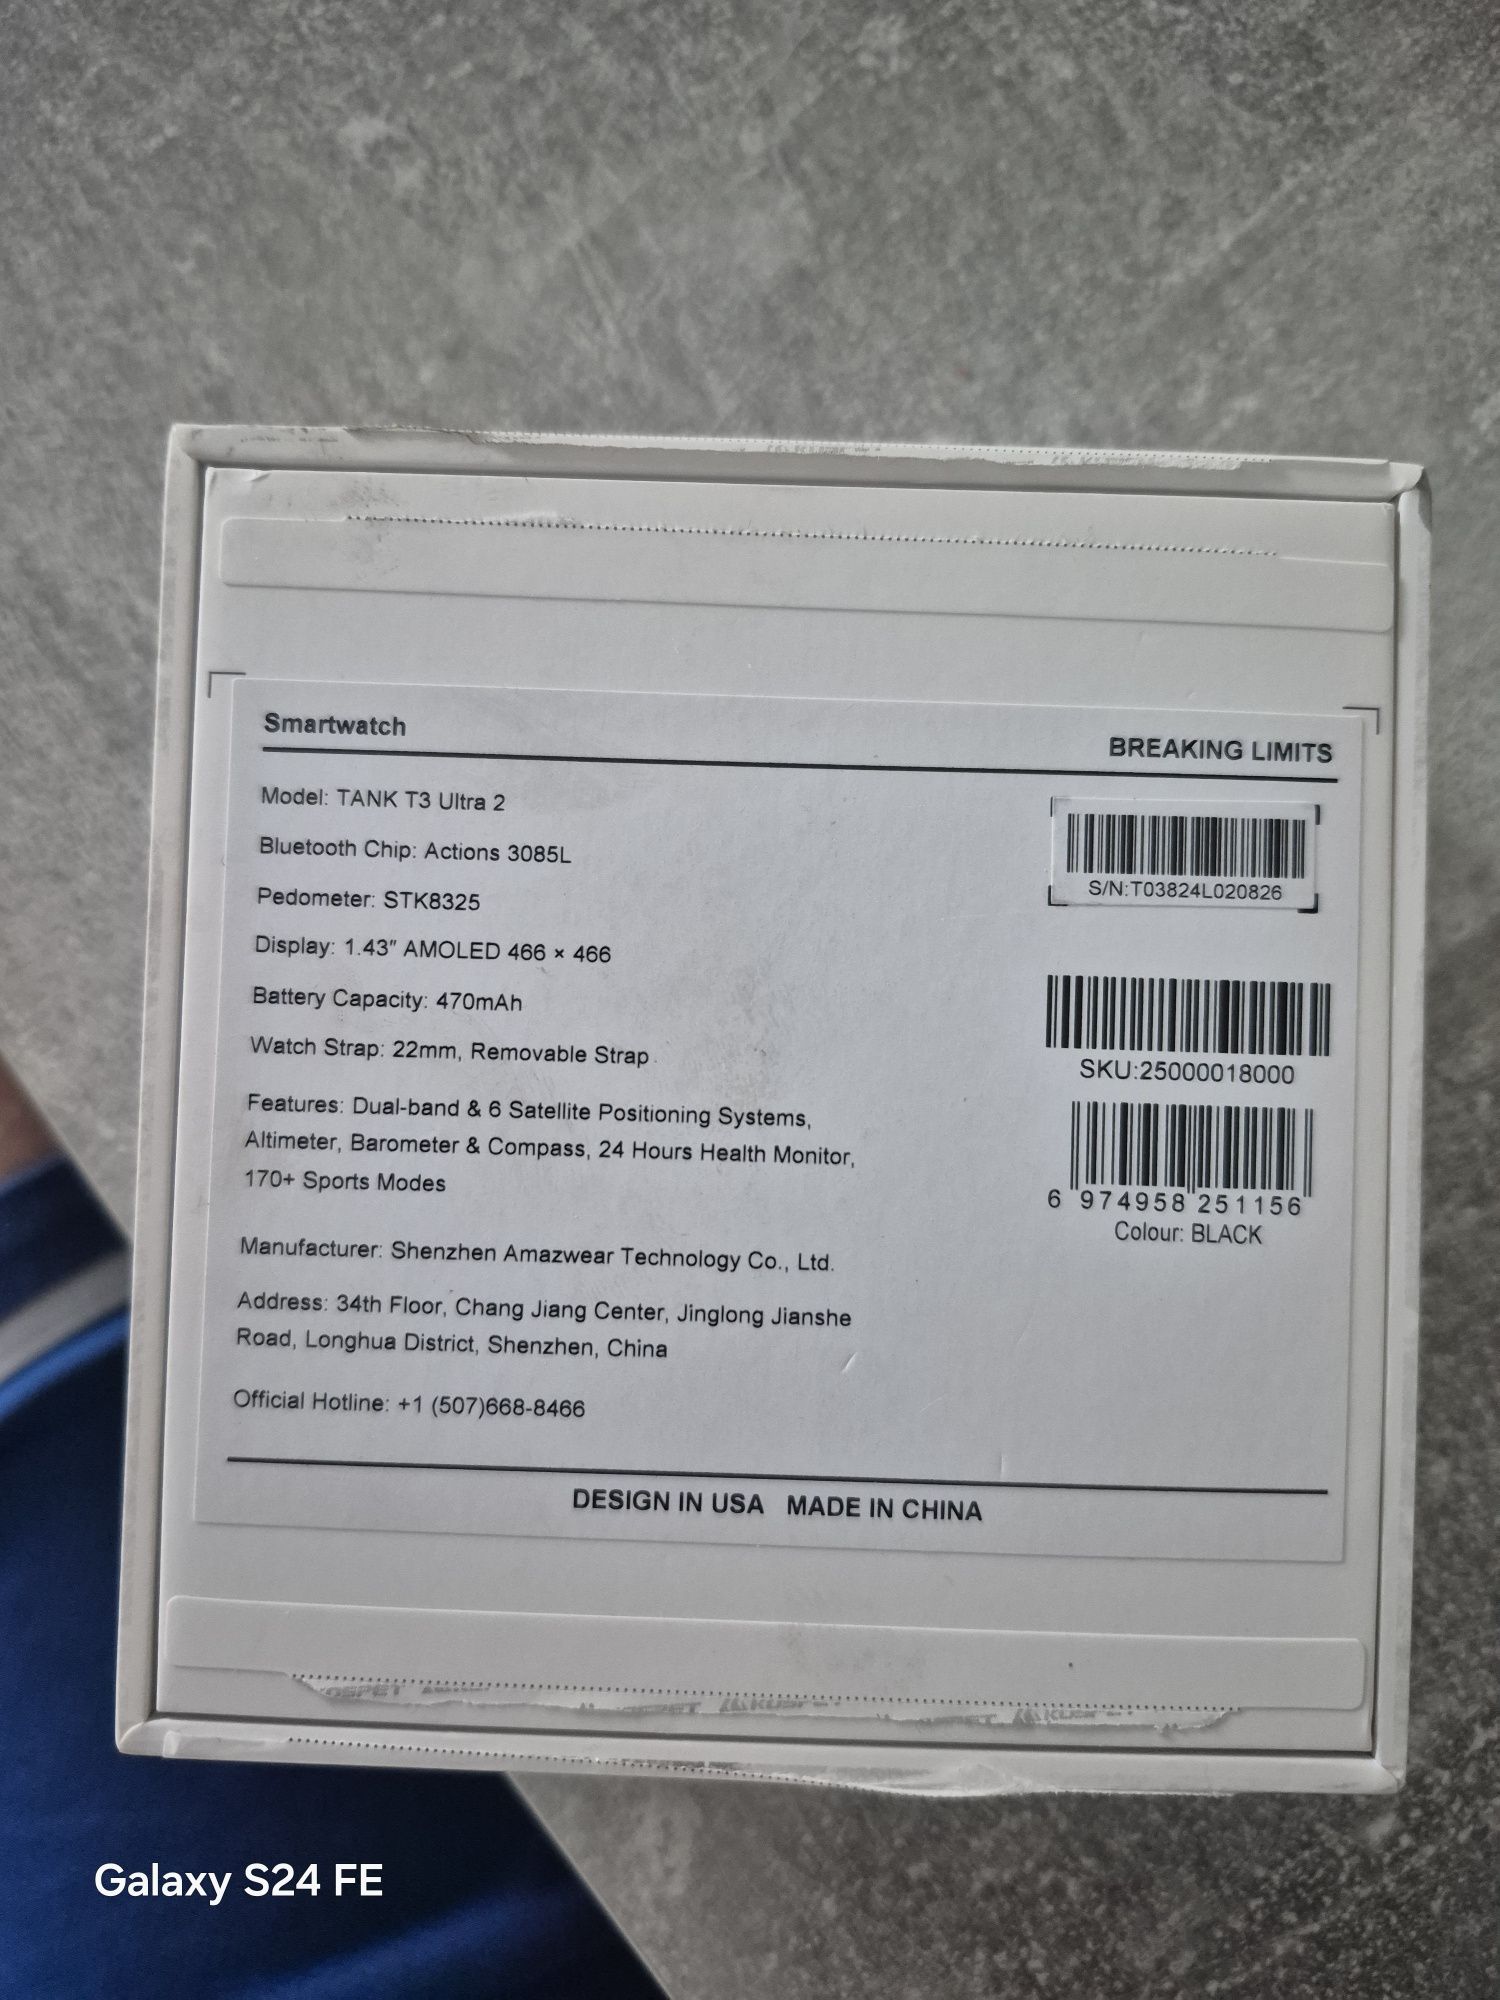 Smartwatch
BREAKING LIMITS
Model: TANK T3 Ultra 2
Bluetooth Chip: Actions 3085L
Pedometer: STK8325
Display: 1.43″ AMOLED 466 × 466
Battery Capacity: 470mAh
Watch Strap: 22mm, Removable Strap
Features: Dual-band & 6 Satellite Positioning Systems,
Altimeter, Barometer & Compass, 24 Hours Health Monitor,
170+ Sports Modes
Manufacturer: Shenzhen Amazwear Technology Co., Ltd.
Address: 34th Floor, Chang Jiang Center, Jinglong Jianshe
Road, Longhua District, Shenzhen, China
Official Hotline: +1 (507)668-8466
S/N:T03824L020826
SKU:25000018000
6 974958 251156
Colour: BLACK
DESIGN IN USA MADE IN CHINA
KOSPET
Galaxy S24 FE